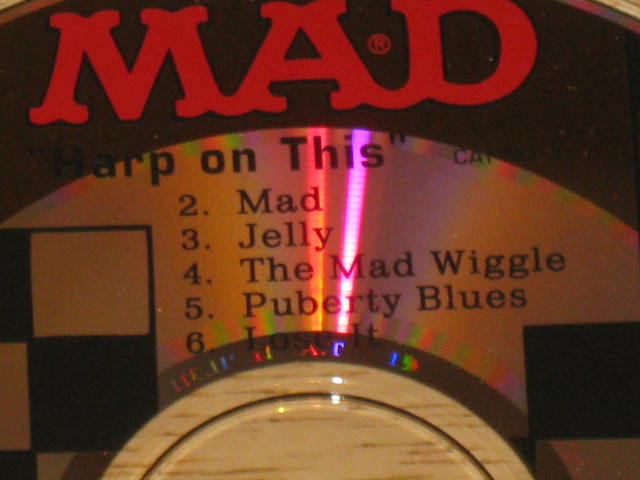 MAD®
"Harp on This"
2. Mad
3. Jelly
4. The Mad Wiggle
5. Puberty Blues
6. Lose It